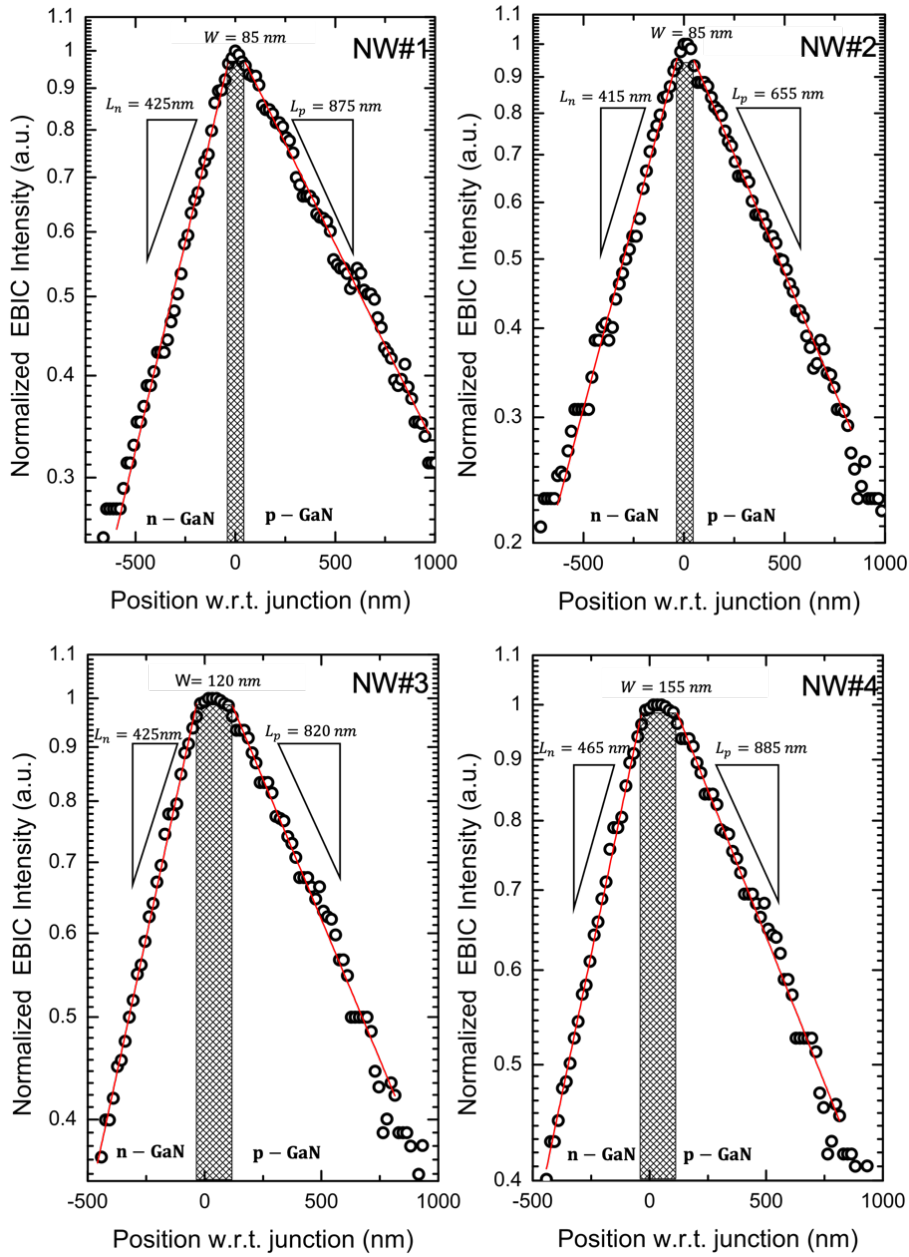 NW#1
W = 85 nm
L_n = 425nm
L_p = 875 nm
1.1
1
0.9
0.8
0.7
0.6
0.5
0.4
0.3
Normalized EBIC Intensity (a.u.)
n − GaN
p − GaN
-500
0
500
1000
Position w.r.t. junction (nm)
NW#2
W = 85 nm
L_n = 415 nm
L_p = 655 nm
1.1
1
0.9
0.8
0.7
0.6
0.5
0.4
0.3
0.2
Normalized EBIC Intensity (a.u.)
n − GaN
p − GaN
-500
0
500
1000
Position w.r.t. junction (nm)
NW#3
W= 120 nm
L_n = 425nm
L_p = 820 nm
1.1
1
0.9
0.8
0.7
0.6
0.5
0.4
Normalized EBIC Intensity (a.u.)
n − GaN
p − GaN
-500
0
500
1000
Position w.r.t. junction (nm)
NW#4
W = 155 nm
L_n = 465 nm
L_p = 885 nm
1.1
1
0.9
0.8
0.7
0.6
0.5
0.4
Normalized EBIC Intensity (a.u.)
n − GaN
p − GaN
-500
0
500
1000
Position w.r.t. junction (nm)